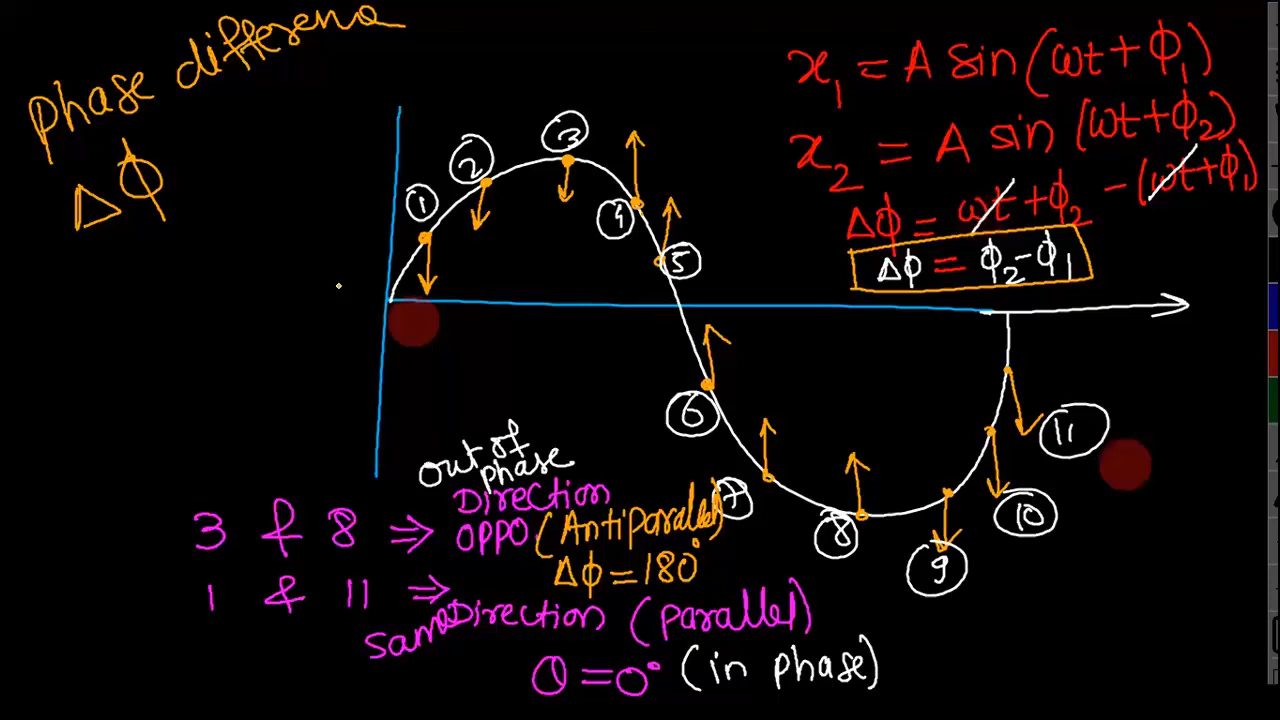 phase difference
Δϕ
x₁ = A sin(ωt + ϕ₁)
x₂ = A sin(ωt + ϕ₂)
Δϕ = ωt + ϕ₂ - (ωt + ϕ₁)
Δϕ = ϕ₂ - ϕ₁
①
②
③
④
⑤
⑥
⑦
⑧
⑨
⑩
⑪
out of phase
3 & 8 ⇒ Direction OPPO (Antiparallel)
Δϕ = 180°
1 & 11 ⇒ Same Direction (parallel)
θ = 0° (in phase)